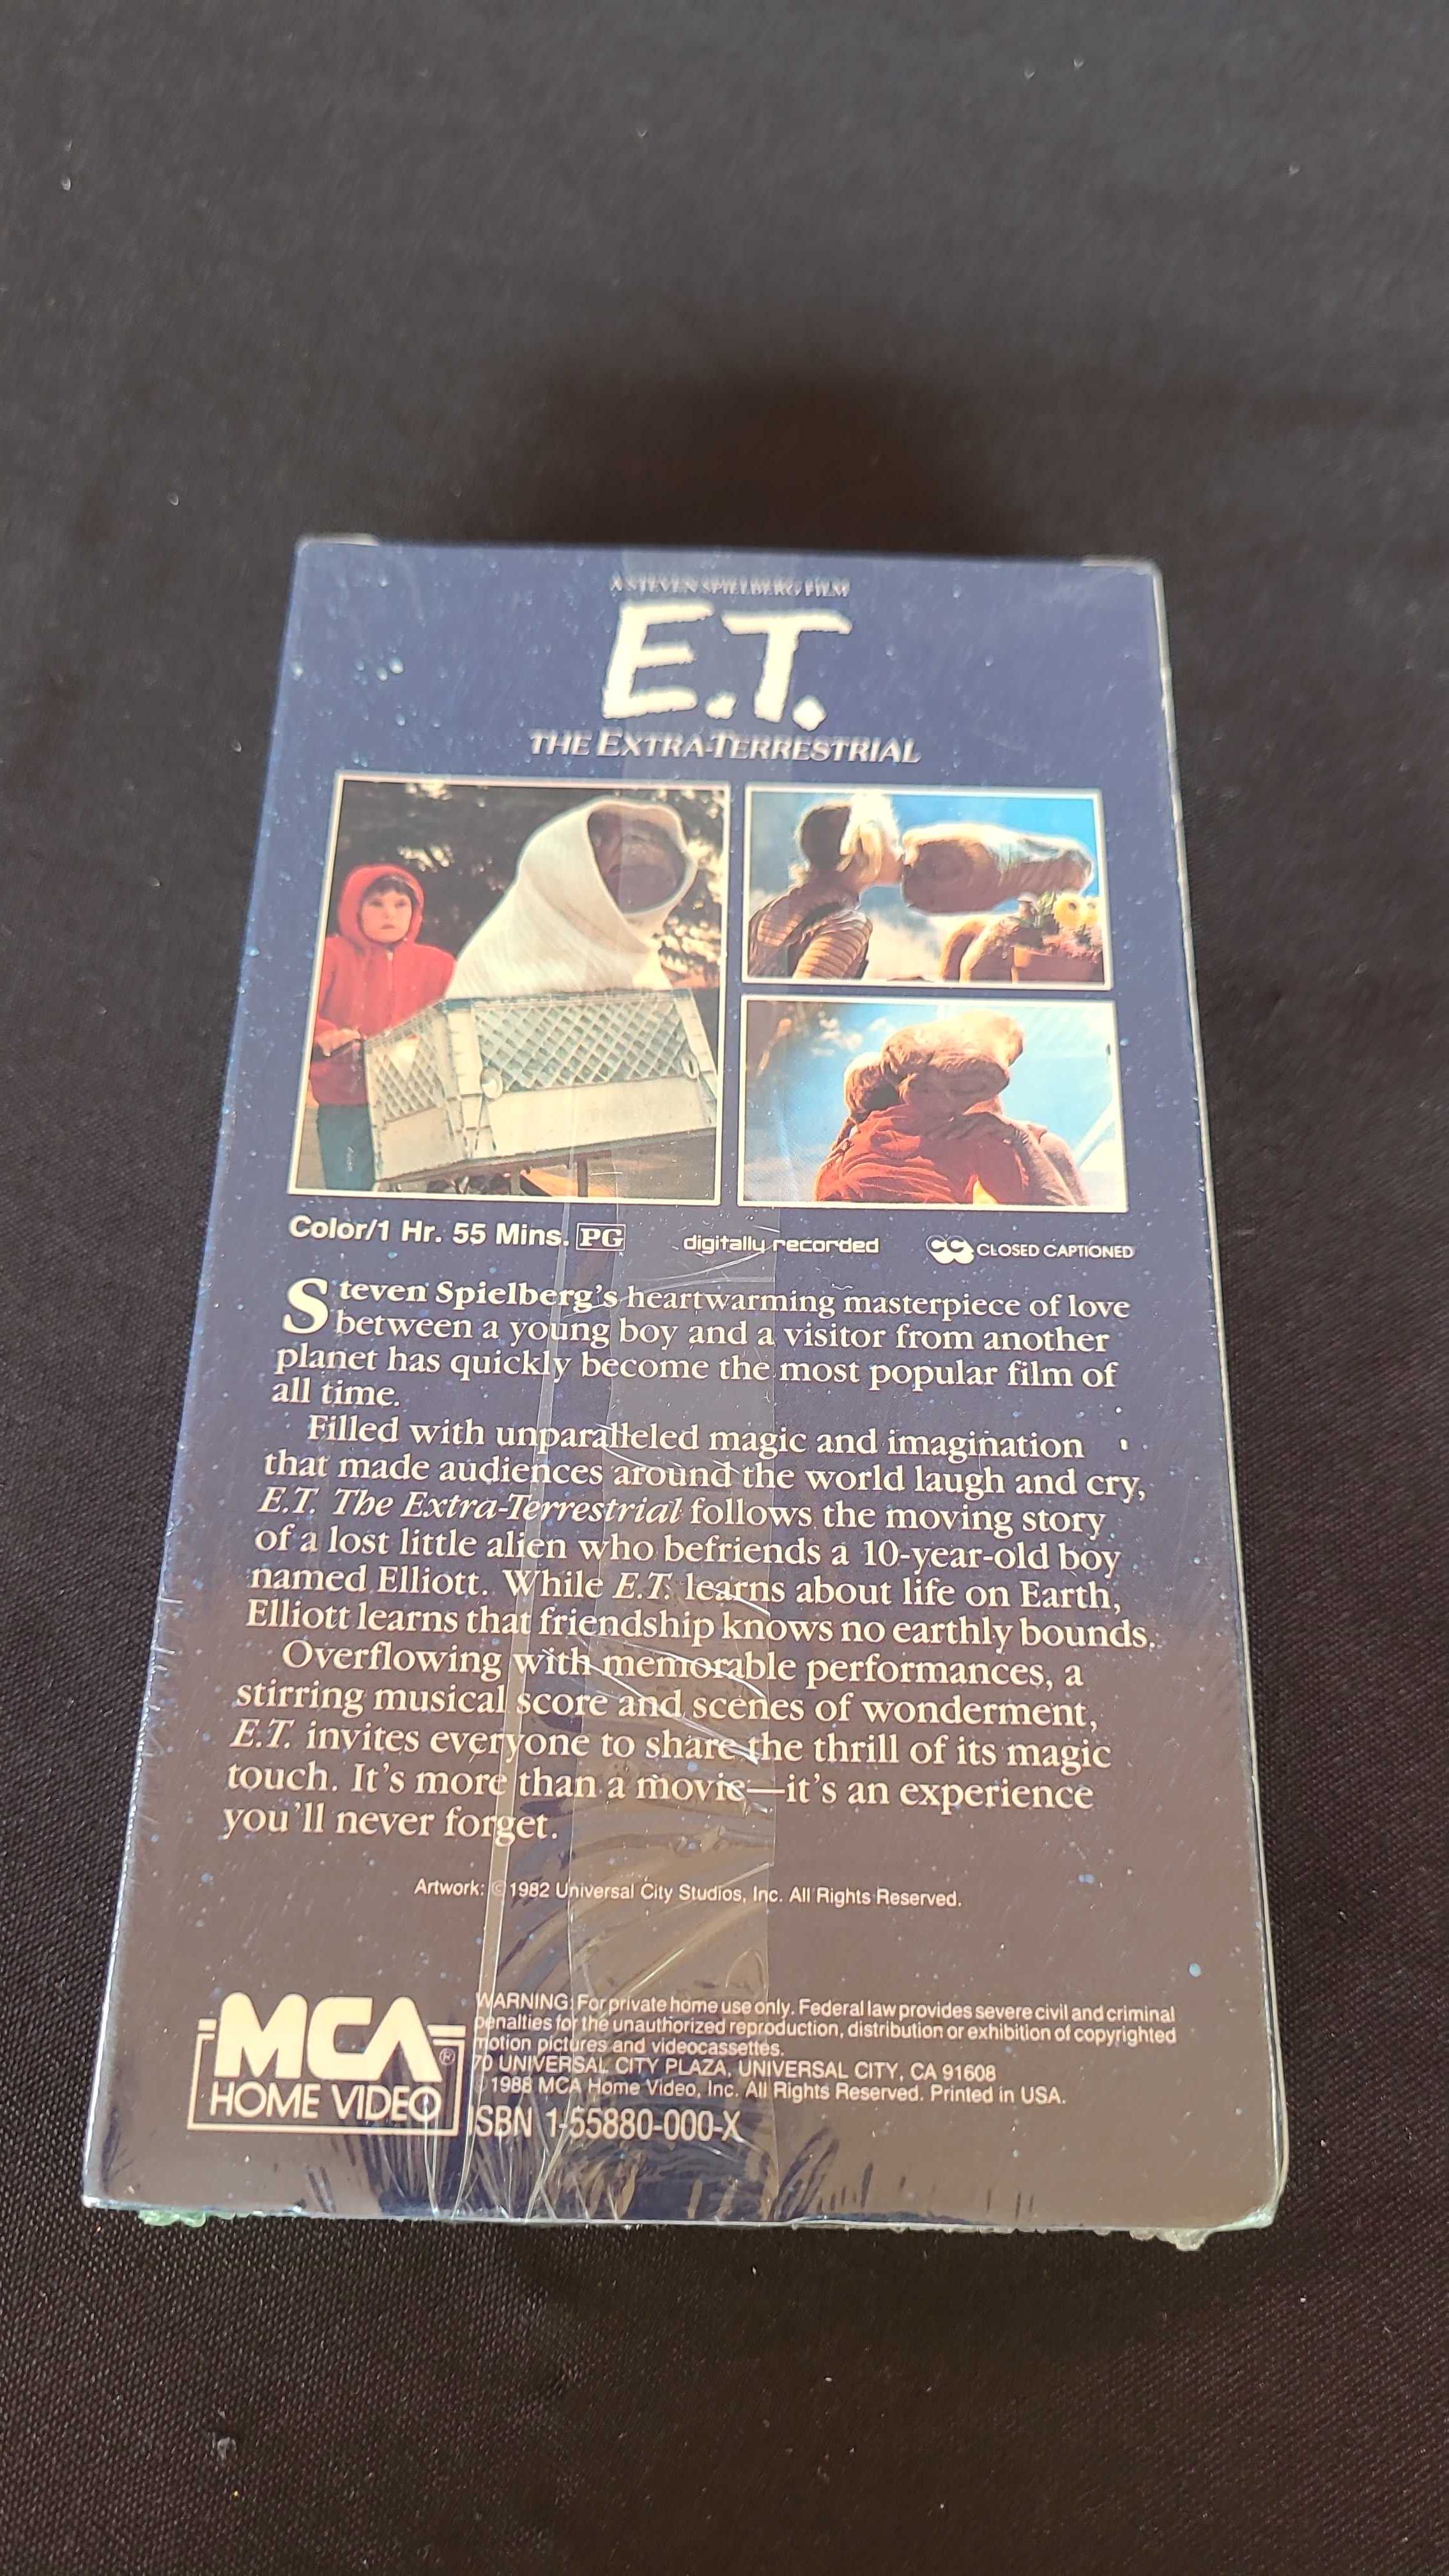 A STEVEN SPIELBERG FILM
E.T.
THE EXTRA-TERRESTRIAL
Color/1 Hr. 55 Mins. PG digitally recorded CC CLOSED CAPTIONED
Steven Spielberg's heartwarming masterpiece of love
between a young boy and a visitor from another
planet has quickly become the most popular film of
all time.
Filled with unparalleled magic and imagination
that made audiences around the world laugh and cry,
E.T. The Extra-Terrestrial follows the moving story
of a lost little alien who befriends a 10-year-old boy
named Elliott. While E.T. learns about life on Earth,
Elliott learns that friendship knows no earthly bounds.
Overflowing with memorable performances, a
stirring musical score and scenes of wonderment,
E.T. invites everyone to share the thrill of its magic
touch. It's more than a movie—it's an experience
you'll never forget.
Artwork: © 1982 Universal City Studios, Inc. All Rights Reserved.
MCA®
HOME VIDEO
WARNING: For private home use only. Federal law provides severe civil and criminal
penalties for the unauthorized reproduction, distribution or exhibition of copyrighted
motion pictures and videocassettes.
70 UNIVERSAL CITY PLAZA, UNIVERSAL CITY, CA 91608
© 1988 MCA Home Video, Inc. All Rights Reserved. Printed in USA.
ISBN 1-55880-000-X